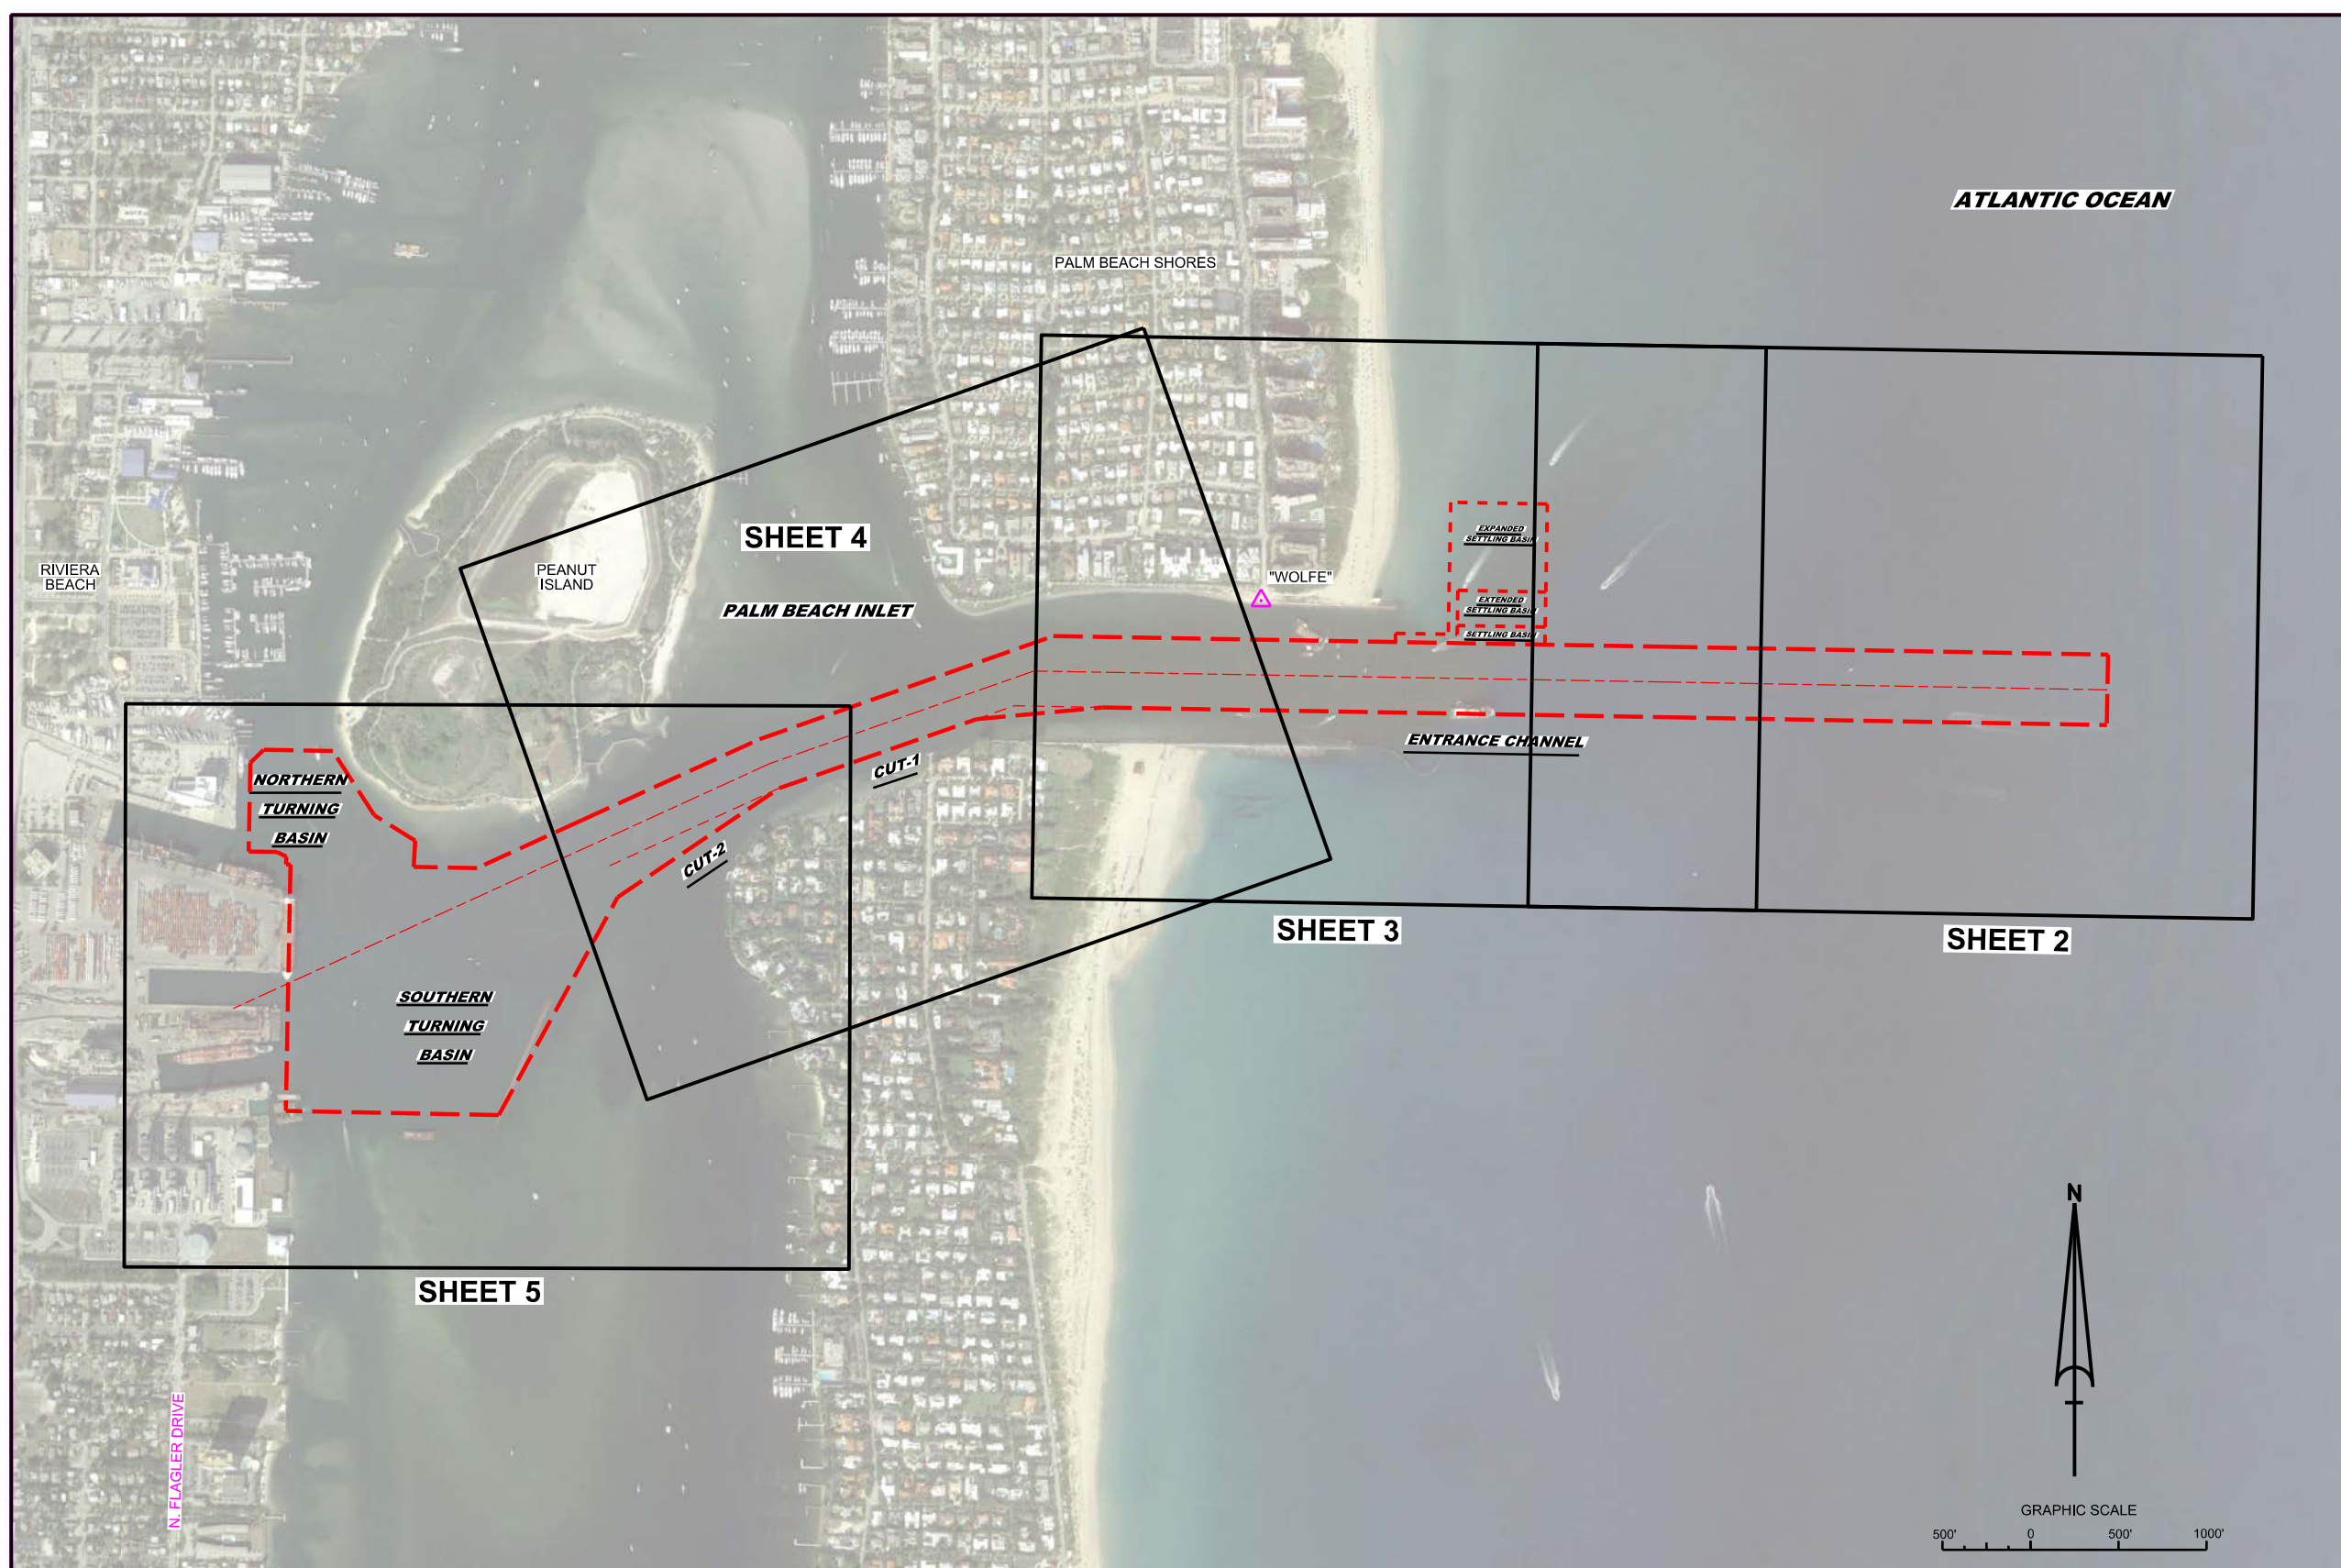 ATLANTIC OCEAN
PALM BEACH SHORES
SHEET 4
EXPANDED
SETTLING BASIN
RIVIERA
BEACH
PEANUT
ISLAND
"WOLFE"
PALM BEACH INLET
EXTENDED
SETTLING BASIN
SETTLING BASIN
ENTRANCE CHANNEL
CUT-1
NORTHERN
TURNING
BASIN
CUT-2
SHEET 3
SHEET 2
SOUTHERN
TURNING
BASIN
SHEET 5
N
N. FLAGLER DRIVE
GRAPHIC SCALE
500' 0 500' 1000'